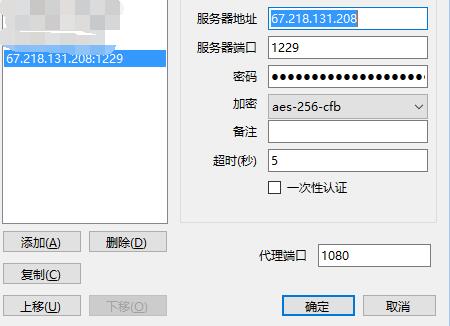 服务器地址 67.218.131.208
服务器端口 1229
67.218.131.208:1229
密码 ●●●●●●●●●●●●●●●●●●●●
加密 aes-256-cfb
备注
超时(秒) 5
一次性认证
添加(A) 删除(D)
代理端口 1080
复制(C)
上移(U) 下移(O) 确定 取消